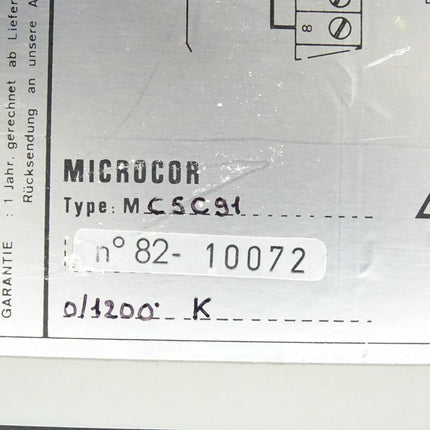 GARANTIE : 1 Jahr. gerechnet ab Liefer
Rücksendung an unsere A
8
MICROCOR
Type: MCSC91
n° 82- 10072
0/1200° K